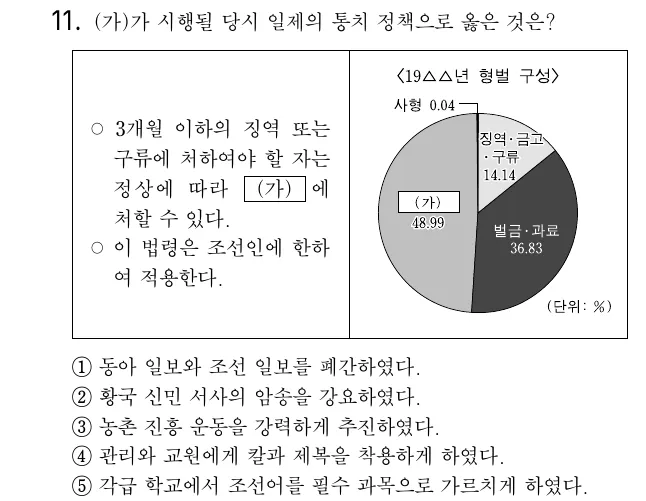 11. (가)가 시행될 당시 일제의 통치 정책으로 옳은 것은?
○ 3개월 이하의 징역 또는
구류에 처하여야 할 자는
정상에 따라 (가) 에
처할 수 있다.
○ 이 법령은 조선인에 한하
여 적용한다.
〈19△△년 형벌 구성〉
사형 0.04
징역·금고
·구류
14.14
(가)
48.99
벌금·과료
36.83
(단위: %)
① 동아 일보와 조선 일보를 폐간하였다.
② 황국 신민 서사의 암송을 강요하였다.
③ 농촌 진흥 운동을 강력하게 추진하였다.
④ 관리와 교원에게 칼과 제복을 착용하게 하였다.
⑤ 각급 학교에서 조선어를 필수 과목으로 가르치게 하였다.